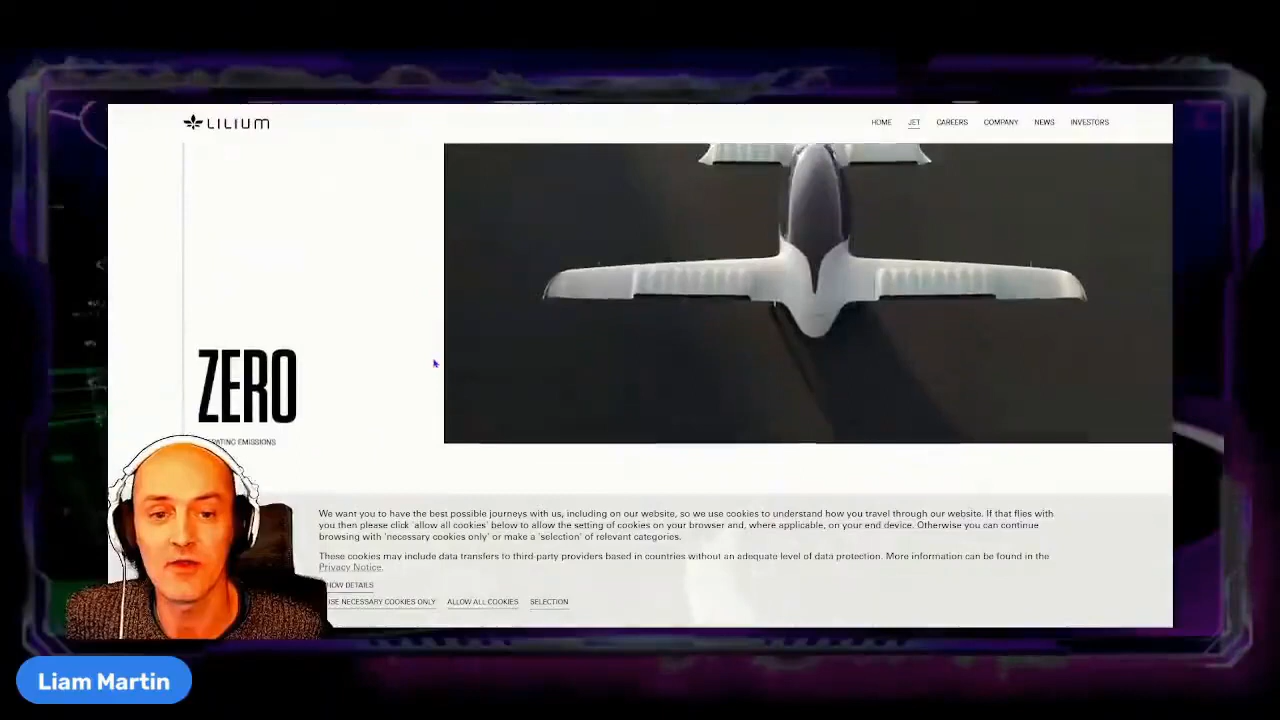 LILIUM
HOME JET CAREERS COMPANY NEWS INVESTORS
ZERO
EMISSIONS
We want you to have the best possible journeys with us, including on our website, so we use cookies to understand how you travel through our website. If that flies with
you then please click 'allow all cookies' below to allow the setting of cookies on your browser and, where applicable, on your end device. Otherwise you can continue
browsing with 'necessary cookies only' or make a 'selection' of relevant categories.
These cookies may include data transfers to third-party providers based in countries without an adequate level of data protection. More information can be found in the
Privacy Notice.
DETAILS
NECESSARY COOKIES ONLY ALLOW ALL COOKIES SELECTION
Liam Martin